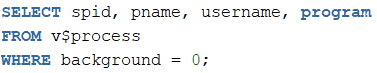 SELECT spid, pname, username, program
FROM v$process
WHERE background = 0;